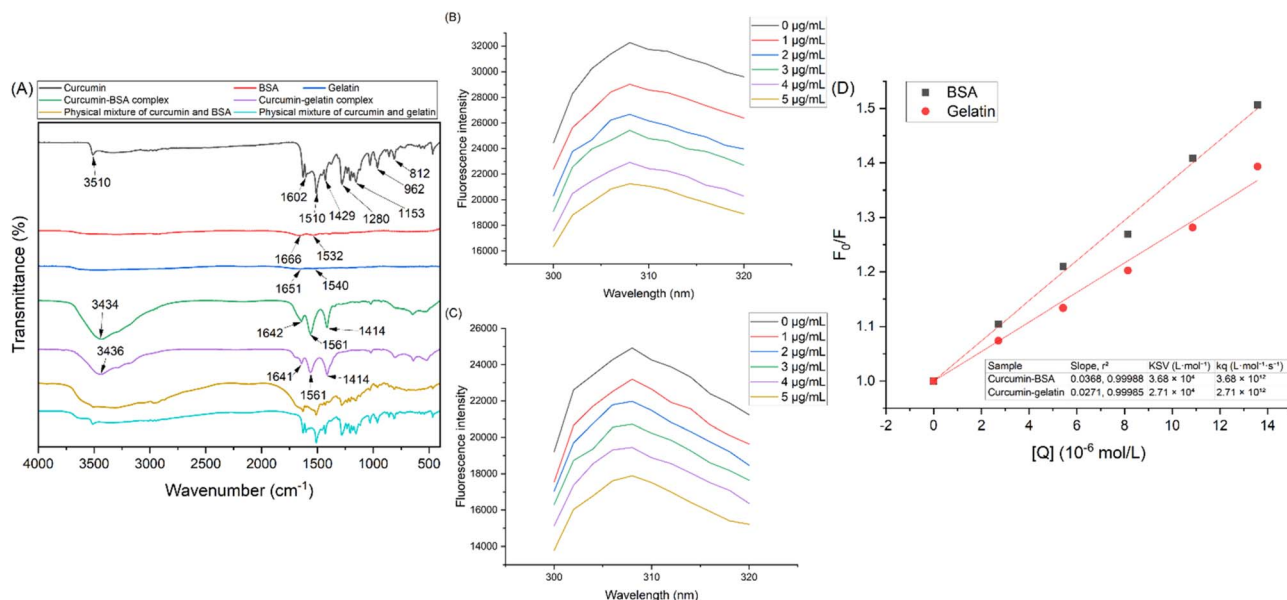 (A)
Curcumin BSA Gelatin
Curcumin-BSA complex Curcumin-gelatin complex
Physical mixture of curcumin and BSA Physical mixture of curcumin and gelatin
Transmittance (%)
3510
1602
1510
1429
1280
1153
962
812
1666
1532
1651
1540
3434
1642
1561
1414
3436
1641
1561
1414
4000 3500 3000 2500 2000 1500 1000 500
Wavenumber (cm⁻¹)
(B)
Fluorescence intensity
32000
30000
28000
26000
24000
22000
20000
18000
16000
14000
0 µg/mL
1 µg/mL
2 µg/mL
3 µg/mL
4 µg/mL
5 µg/mL
300 310 320
Wavelength (nm)
(C)
Fluorescence intensity
26000
24000
22000
20000
18000
16000
14000
0 µg/mL
1 µg/mL
2 µg/mL
3 µg/mL
4 µg/mL
5 µg/mL
300 310 320
Wavelength (nm)
(D)
BSA
Gelatin
F₀/F
1.5
1.4
1.3
1.2
1.1
1.0
Sample Slope, r² KSV (L·mol⁻¹) kq (L·mol⁻¹·s⁻¹)
Curcumin-BSA 0.0368, 0.99988 3.68 × 10⁴ 3.68 × 10¹²
Curcumin-gelatin 0.0271, 0.99985 2.71 × 10⁴ 2.71 × 10¹²
-2 0 2 4 6 8 10 12 14
[Q] (10⁻⁶ mol/L)